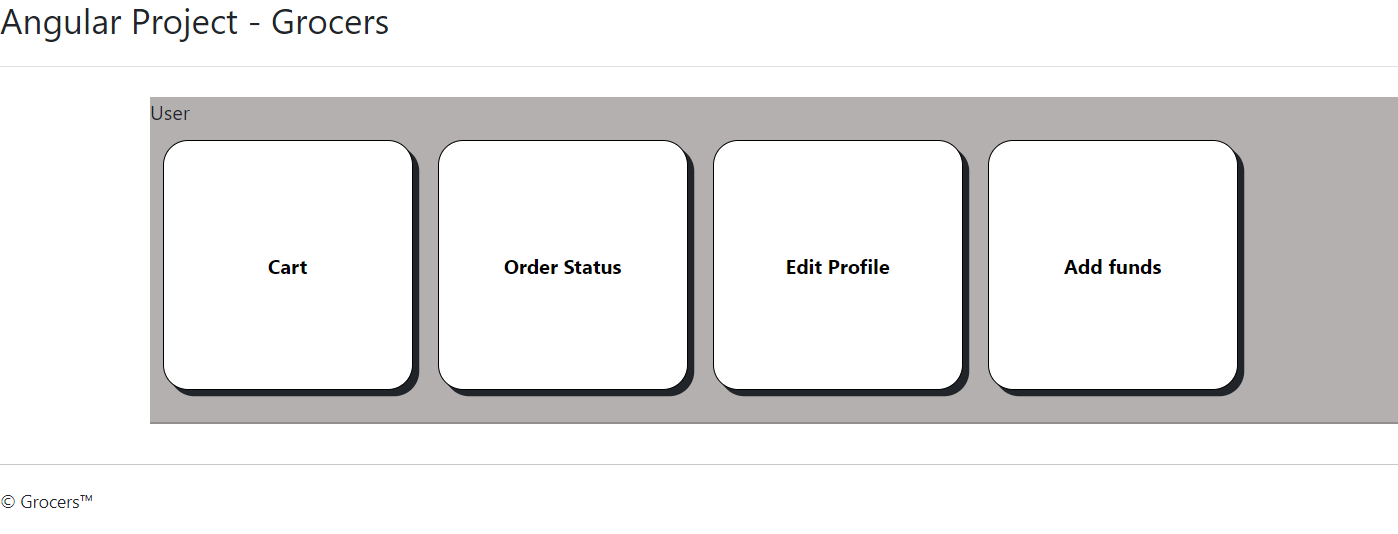 Angular Project - Grocers
User
Cart
Order Status
Edit Profile
Add funds
© Grocers™